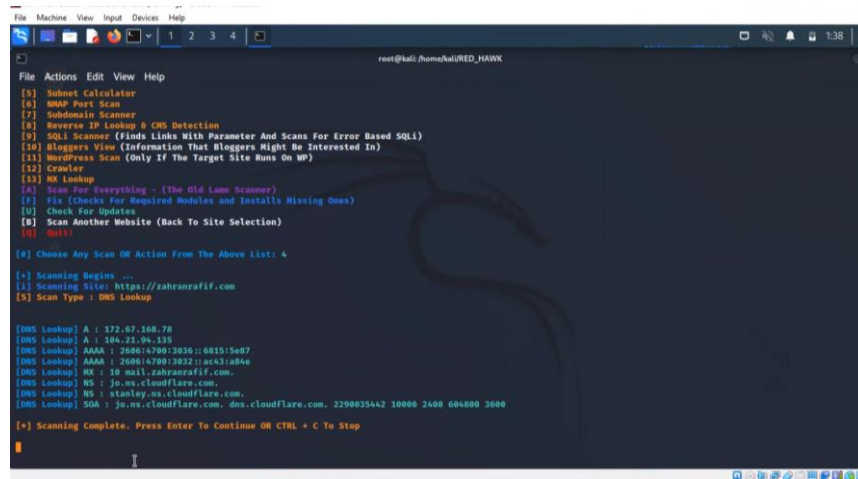 File Machine View Input Devices Help
1 2 3 4
1:38
root@kali: /home/kali/RED_HAWK
File Actions Edit View Help
[5] Subnet Calculator
[6] NMAP Port Scan
[7] Subdomain Scanner
[8] Reverse IP Lookup & CMS Detection
[9] SQLi Scanner (Finds Links With Parameter And Scans For Error Based SQLi)
[10] Bloggers View (Information That Bloggers Might Be Interested In)
[11] WordPress Scan (Only If The Target Site Runs On WP)
[12] Crawler
[13] MX Lookup
[A] Scan For Everything - (The Old Lame Scanner)
[F] Fix (Checks For Required Modules and Installs Missing Ones)
[U] Check For Updates
[B] Scan Another Website (Back To Site Selection)
[Q] Quit!
[#] Choose Any Scan OR Action From The Above List: 4
[+] Scanning Begins ...
[i] Scanning Site: https://zahranrafif.com
[S] Scan Type : DNS Lookup
[DNS Lookup] A : 172.67.168.78
[DNS Lookup] A : 104.21.94.135
[DNS Lookup] AAAA : 2606:4700:3036::6815:5e87
[DNS Lookup] AAAA : 2606:4700:3032::ac43:a84e
[DNS Lookup] MX : 10 mail.zahranrafif.com.
[DNS Lookup] NS : jo.ns.cloudflare.com.
[DNS Lookup] NS : stanley.ns.cloudflare.com.
[DNS Lookup] SOA : jo.ns.cloudflare.com. dns.cloudflare.com. 2290835442 10000 2400 604800 3600
[*] Scanning Complete. Press Enter To Continue OR CTRL + C To Stop